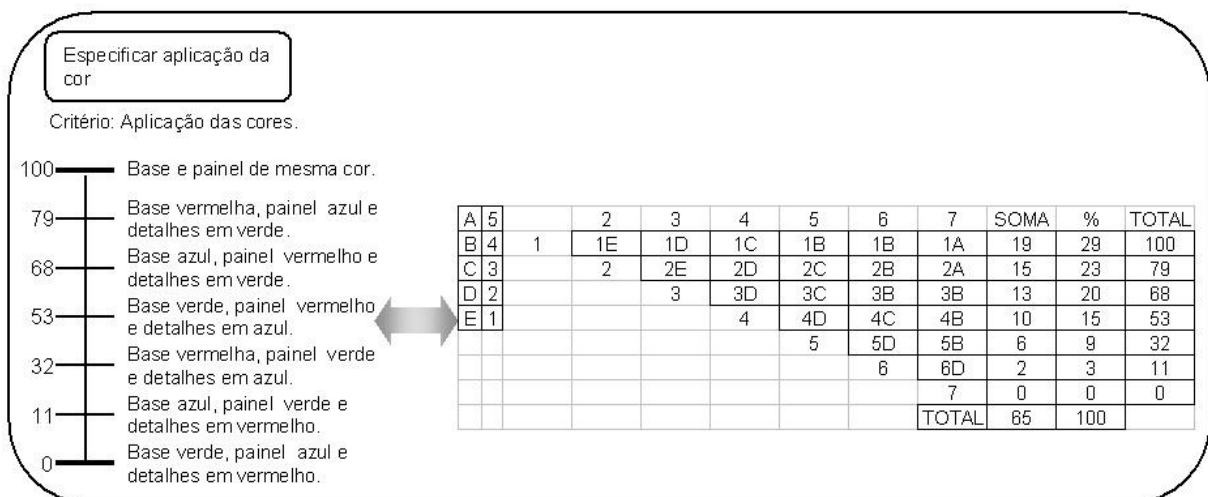 Especificar aplicação da
cor
Critério: Aplicação das cores.
100 Base e painel de mesma cor.
79 Base vermelha, painel azul e
detalhes em verde.
68 Base azul, painel vermelho e
detalhes em verde.
53 Base verde, painel vermelho
e detalhes em azul.
32 Base vermelha, painel verde
e detalhes em azul.
11 Base azul, painel verde e
detalhes em vermelho.
0 Base verde, painel azul e
detalhes em vermelho.
A 5 2 3 4 5 6 7 SOMA % TOTAL
B 4 1 1E 1D 1C 1B 1B 1A 19 29 100
C 3 2 2E 2D 2C 2B 2A 15 23 79
D 2 3 3D 3C 3B 3B 13 20 68
E 1 4 4D 4C 4B 10 15 53
5 5D 5B 6 9 32
6 6D 2 3 11
7 0 0 0
TOTAL 65 100